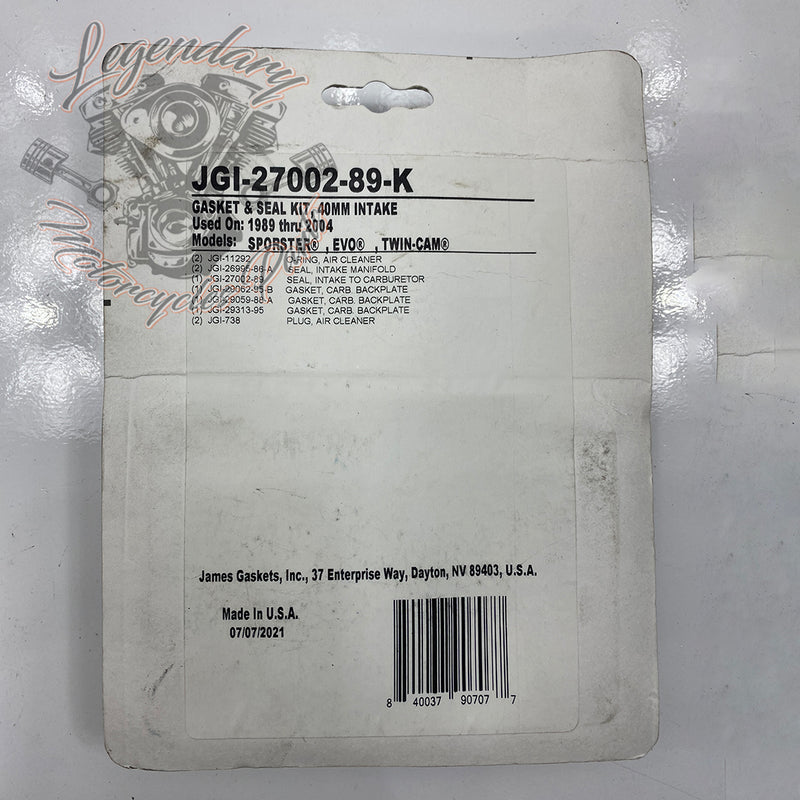 Legendary
Motorcycle
JGI-27002-89-K
GASKET & SEAL KIT, 40MM INTAKE
Used On: 1989 thru 2004
Models: SPORSTER® , EVO® , TWIN-CAM®
(2) JGI-11292 O-RING, AIR CLEANER
(2) JGI-26995-86-A SEAL, INTAKE MANIFOLD
(1) JGI-27002-89 SEAL, INTAKE TO CARBURETOR
(1) JGI-29062-95-B GASKET, CARB. BACKPLATE
(1) JGI-29059-88-A GASKET, CARB. BACKPLATE
(1) JGI-29313-95 GASKET, CARB. BACKPLATE
(2) JGI-738 PLUG, AIR CLEANER
James Gaskets, Inc., 37 Enterprise Way, Dayton, NV 89403, U.S.A.
Made In U.S.A.
07/07/2021
8 40037 90707 7